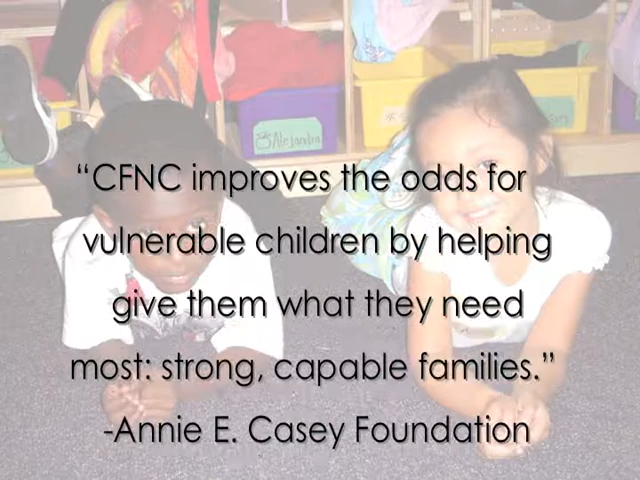 Alejandra
“CFNC improves the odds for
vulnerable children by helping
give them what they need
most: strong, capable families.”
-Annie E. Casey Foundation